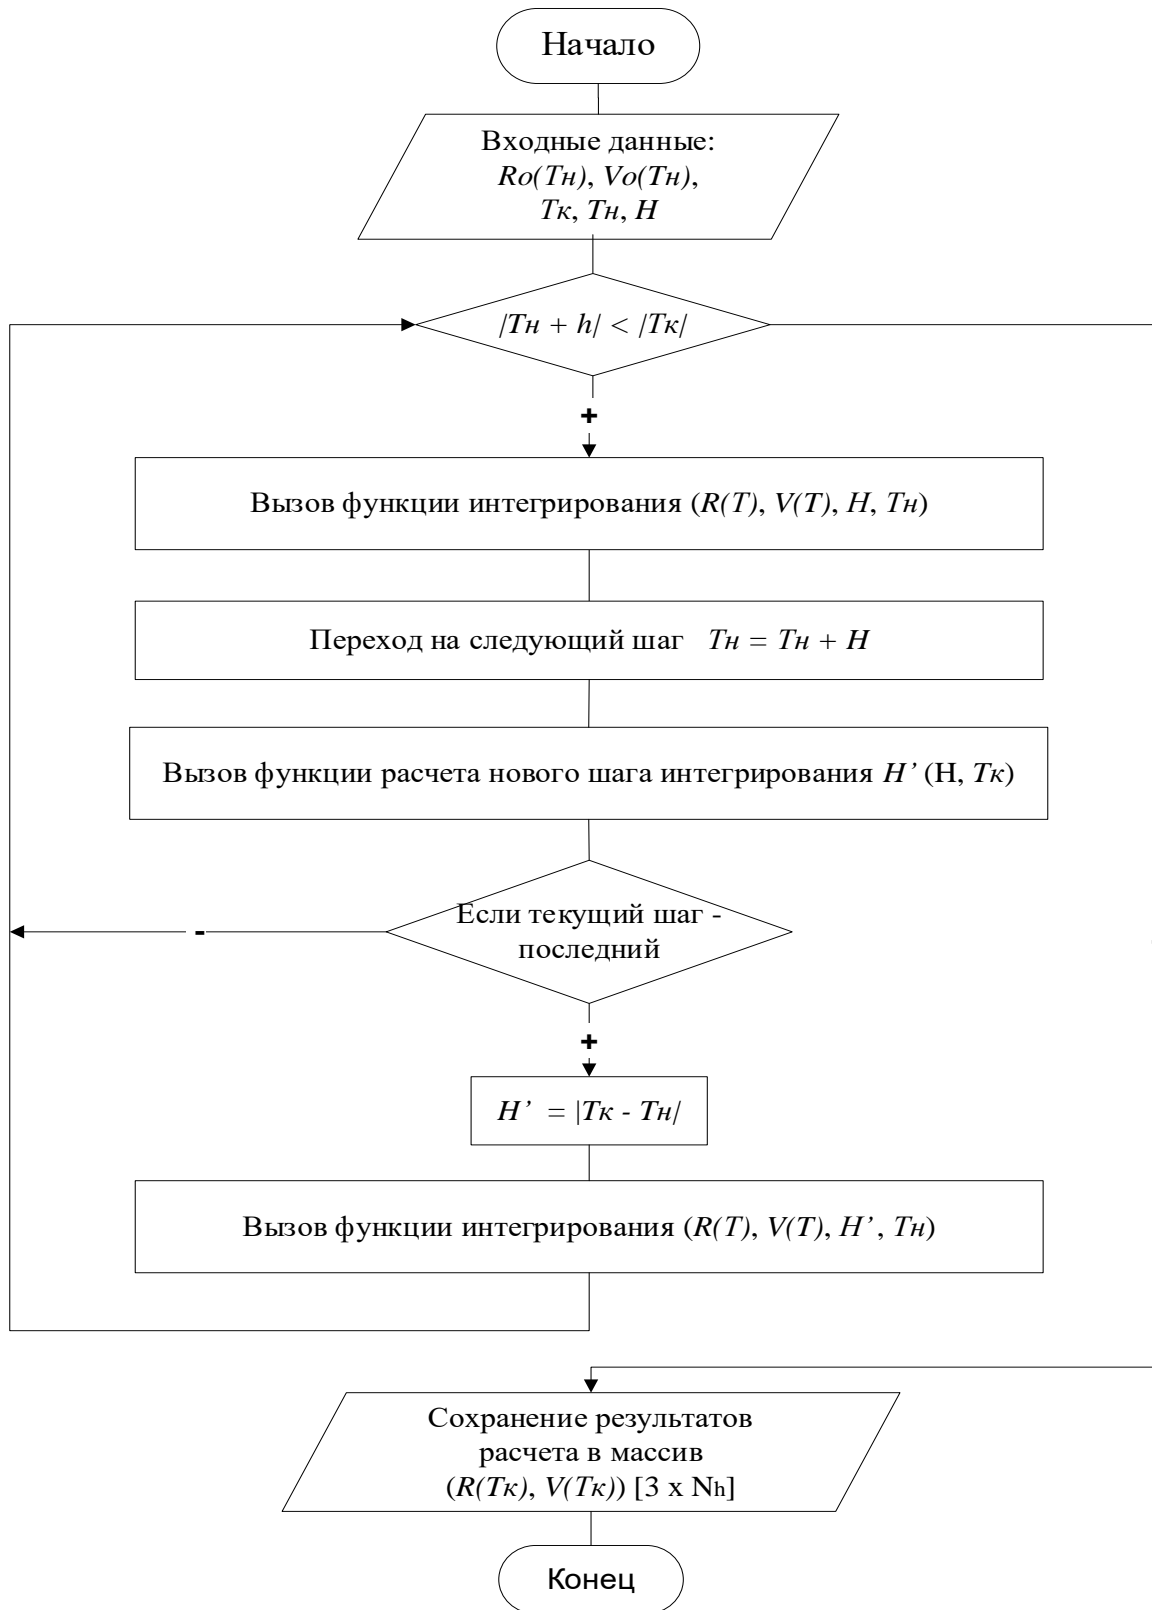 Начало
Входные данные:
Ro(Tн), Vo(Tн),
Tк, Tн, H
|Tн + h| < |Tк|
+
Вызов функции интегрирования (R(T), V(T), H, Tн)
Переход на следующий шаг Tн = Tн + H
Вызов функции расчета нового шага интегрирования H’ (H, Tк)
Если текущий шаг -
последний
-
+
H’ = |Tк - Tн|
Вызов функции интегрирования (R(T), V(T), H’, Tн)
Сохранение результатов
расчета в массив
(R(Tк), V(Tк)) [3 x Nh]
Конец